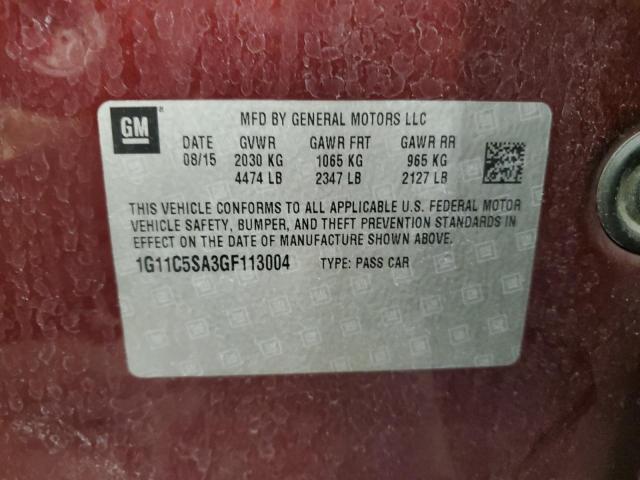 GM
MFD BY GENERAL MOTORS LLC
DATE GVWR GAWR FRT GAWR RR
08/15 2030 KG 1065 KG 965 KG
4474 LB 2347 LB 2127 LB
THIS VEHICLE CONFORMS TO ALL APPLICABLE U.S. FEDERAL MOTOR
VEHICLE SAFETY, BUMPER, AND THEFT PREVENTION STANDARDS IN
EFFECT ON THE DATE OF MANUFACTURE SHOWN ABOVE.
1G11C5SA3GF113004 TYPE: PASS CAR